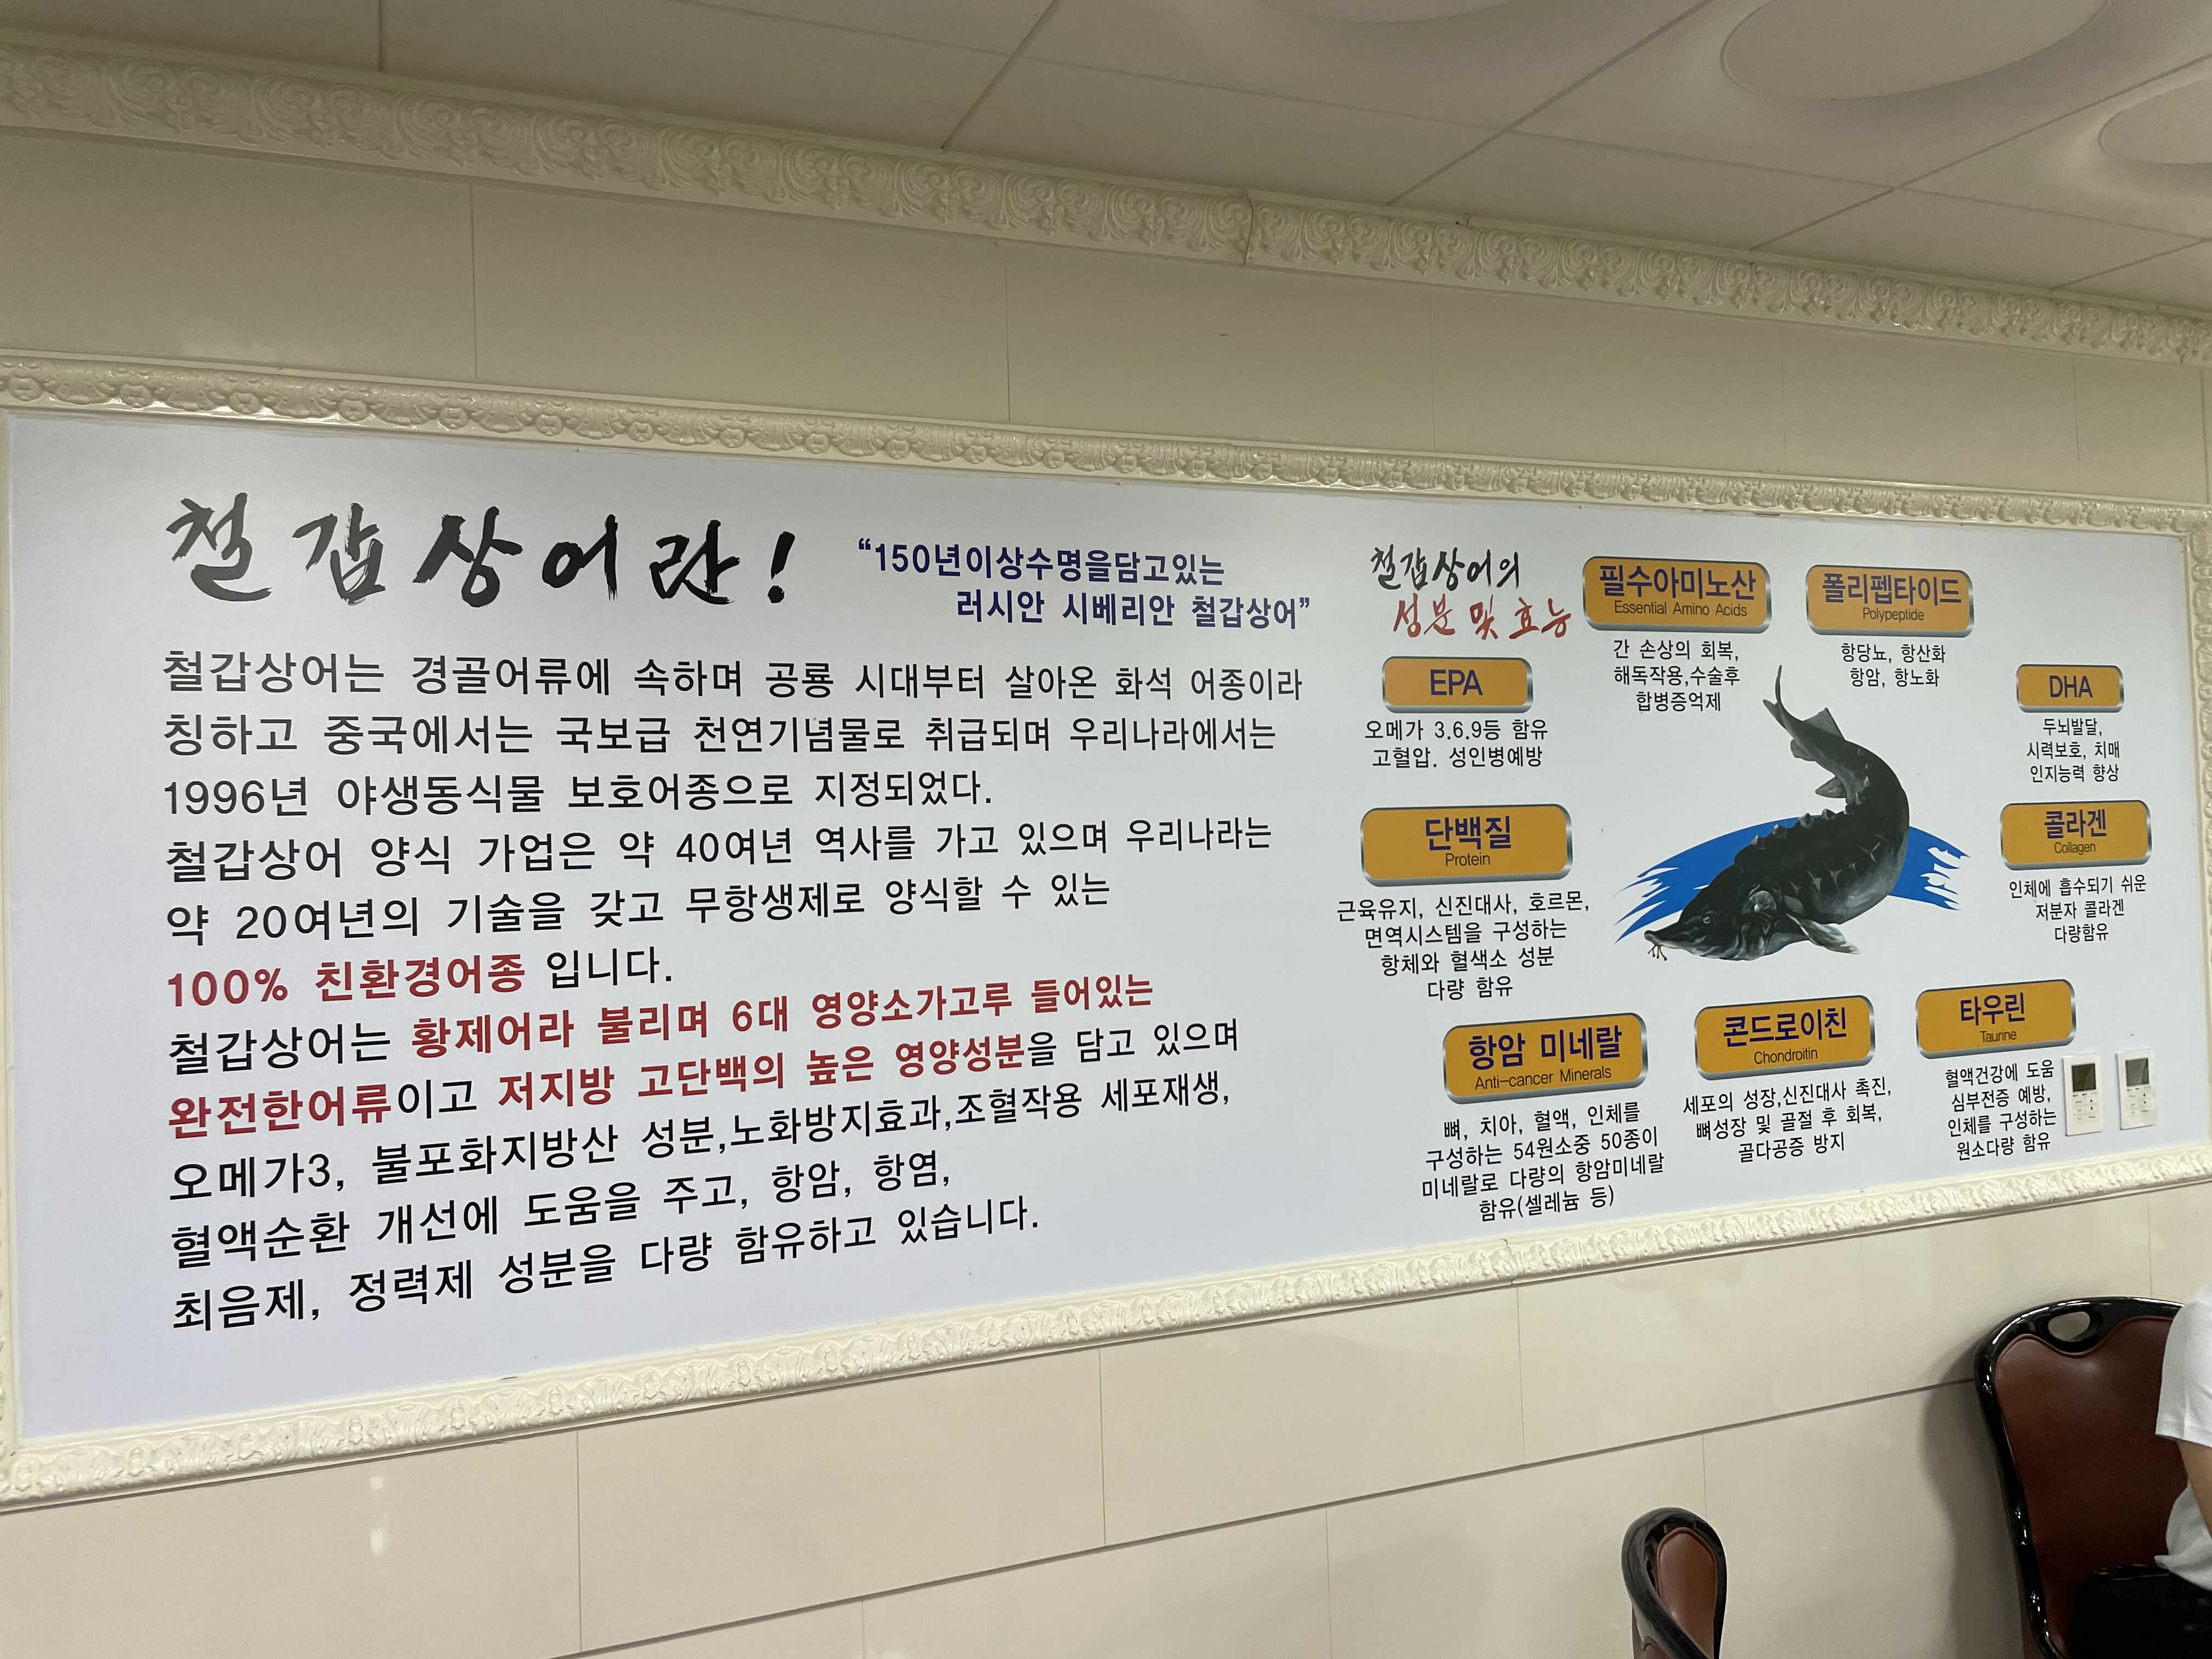 철갑상어라!
“150년이상수명을담고있는
러시안 시베리안 철갑상어”
철갑상어는 경골어류에 속하며 공룡 시대부터 살아온 화석 어종이라
칭하고 중국에서는 국보급 천연기념물로 취급되며 우리나라에서는
1996년 야생동식물 보호어종으로 지정되었다.
철갑상어 양식 가업은 약 40여년 역사를 가고 있으며 우리나라는
약 20여년의 기술을 갖고 무항생제로 양식할 수 있는
100% 친환경어종 입니다.
철갑상어는 황제어라 불리며 6대 영양소가고루 들어있는
완전한어류이고 저지방 고단백의 높은 영양성분을 담고 있으며
오메가3, 불포화지방산 성분,노화방지효과,조혈작용 세포재생,
혈액순환 개선에 도움을 주고, 항암, 항염,
최음제, 정력제 성분을 다량 함유하고 있습니다.
철갑상어의
성분 및 효능
필수아미노산
Essential Amino Acids
간 손상의 회복,
해독작용,수술후
합병증억제
폴리펩타이드
Polypeptide
항당뇨, 항산화
항암, 항노화
EPA
오메가 3.6.9등 함유
고혈압. 성인병예방
DHA
두뇌발달,
시력보호, 치매
인지능력 향상
단백질
Protein
근육유지, 신진대사, 호르몬,
면역시스템을 구성하는
항체와 혈색소 성분
다량 함유
콜라겐
Collagen
인체에 흡수되기 쉬운
저분자 콜라겐
다량함유
항암 미네랄
Anti-cancer Minerals
뼈, 치아, 혈액, 인체를
구성하는 54원소중 50종이
미네랄로 다량의 항암미네랄
함유(셀레늄 등)
콘드로이친
Chondroitin
세포의 성장,신진대사 촉진,
뼈성장 및 골절 후 회복,
골다공증 방지
타우린
Taurine
혈액건강에 도움
심부전증 예방,
인체를 구성하는
원소다량 함유